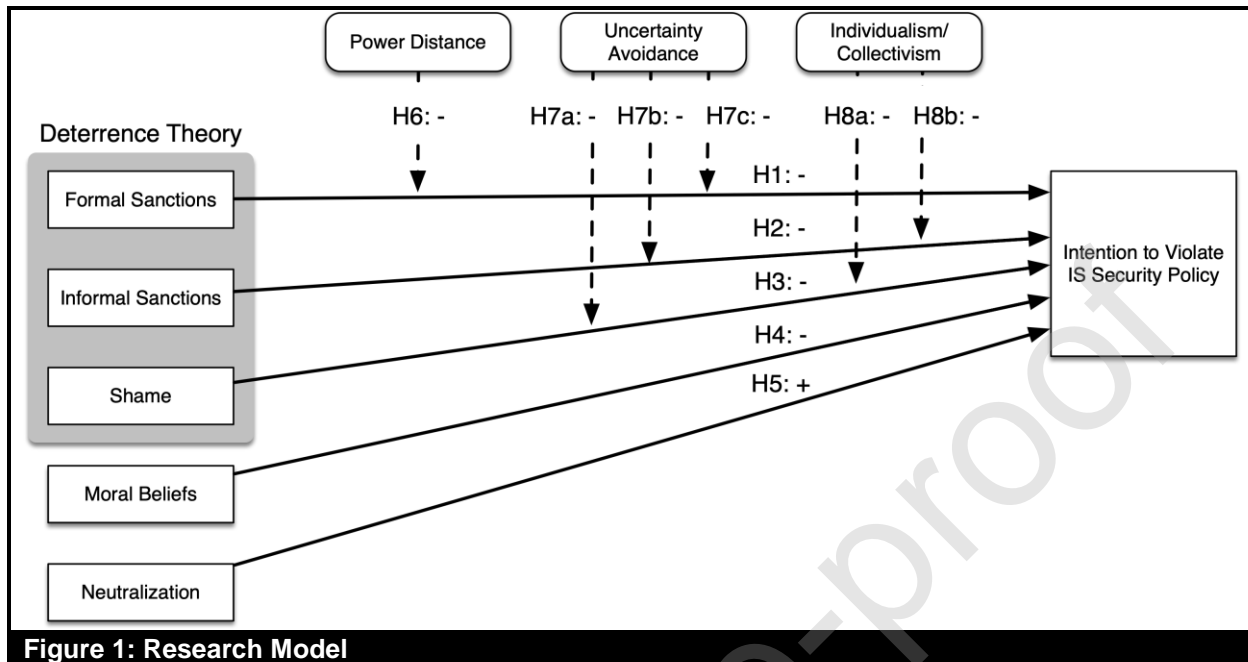 Power Distance
Uncertainty
Avoidance
Individualism/
Collectivism
H6: -
H7a: -
H7b: -
H7c: -
H8a: -
H8b: -
Deterrence Theory
Formal Sanctions
H1: -
H2: -
Informal Sanctions
H3: -
Intention to Violate
IS Security Policy
H4: -
Shame
H5: +
Moral Beliefs
Neutralization
Figure 1: Research Model